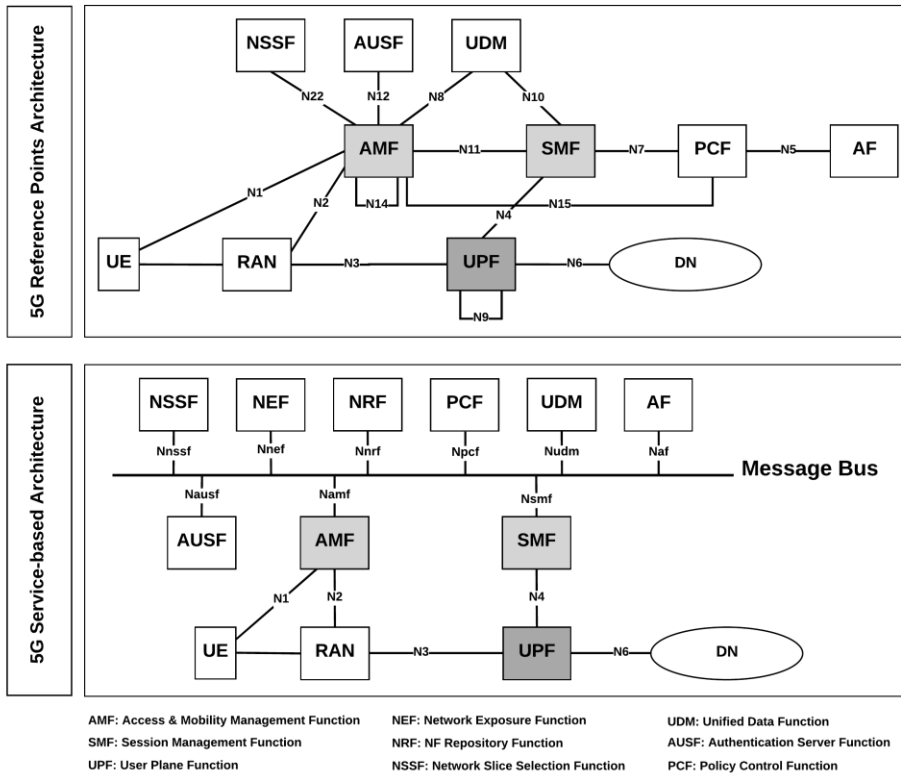 5G Reference Points Architecture
NSSF
AUSF
UDM
N22
N12
N8
N10
AMF
N11
SMF
N7
PCF
N5
AF
N1
N2
N14
N4
N15
UE
RAN
N3
UPF
N6
DN
N9
5G Service-based Architecture
NSSF
NEF
NRF
PCF
UDM
AF
Nnssf
Nnef
Nnrf
Npcf
Nudm
Naf
Message Bus
Nausf
Namf
Nsmf
AUSF
AMF
SMF
N1
N2
N4
UE
RAN
N3
UPF
N6
DN
AMF: Access & Mobility Management Function
NEF: Network Exposure Function
UDM: Unified Data Function
SMF: Session Management Function
NRF: NF Repository Function
AUSF: Authentication Server Function
UPF: User Plane Function
NSSF: Network Slice Selection Function
PCF: Policy Control Function